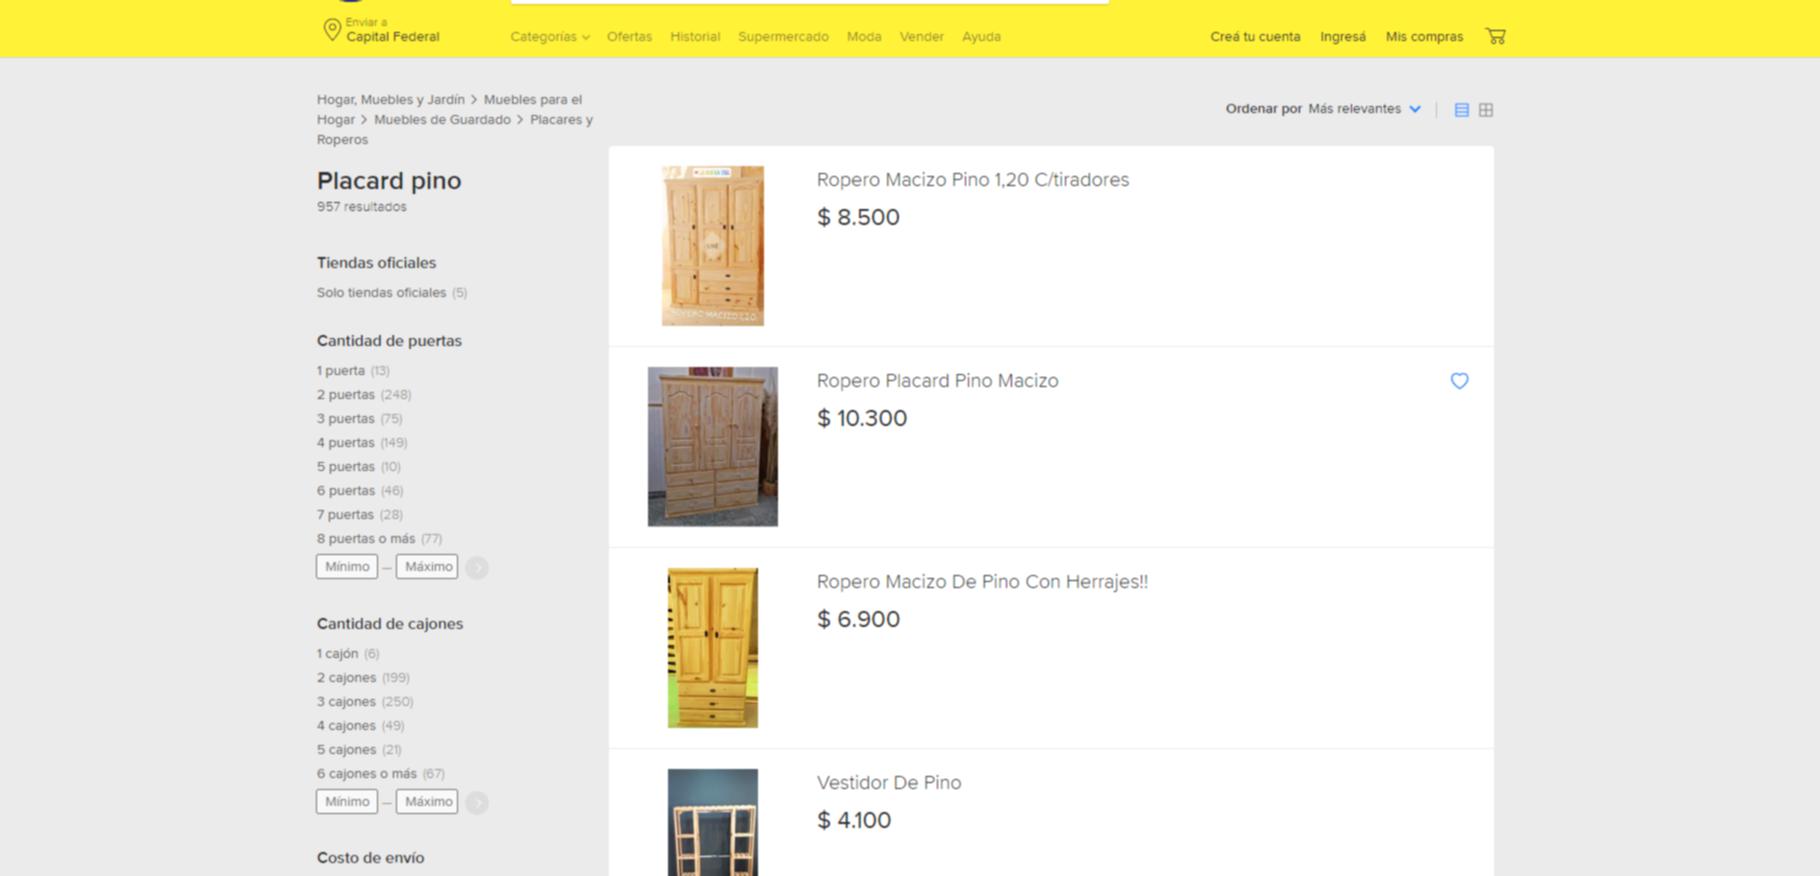 Enviar a
Capital Federal
Categorías
Ofertas
Historial
Supermercado
Moda
Vender
Ayuda
Creá tu cuenta
Ingresá
Mis compras
Hogar, Muebles y Jardín > Muebles para el
Hogar > Muebles de Guardado > Placares y
Roperos
Ordenar por Más relevantes
Placard pino
957 resultados
Tiendas oficiales
Solo tiendas oficiales (5)
Cantidad de puertas
1 puerta (13)
2 puertas (248)
3 puertas (75)
4 puertas (149)
5 puertas (10)
6 puertas (46)
7 puertas (28)
8 puertas o más (77)
Mínimo — Máximo
Cantidad de cajones
1 cajón (6)
2 cajones (199)
3 cajones (250)
4 cajones (49)
5 cajones (21)
6 cajones o más (67)
Mínimo — Máximo
Costo de envío
ROPERO MACIZO 1,20
Ropero Macizo Pino 1,20 C/tiradores
$ 8.500
Ropero Placard Pino Macizo
$ 10.300
Ropero Macizo De Pino Con Herrajes!!
$ 6.900
Vestidor De Pino
$ 4.100